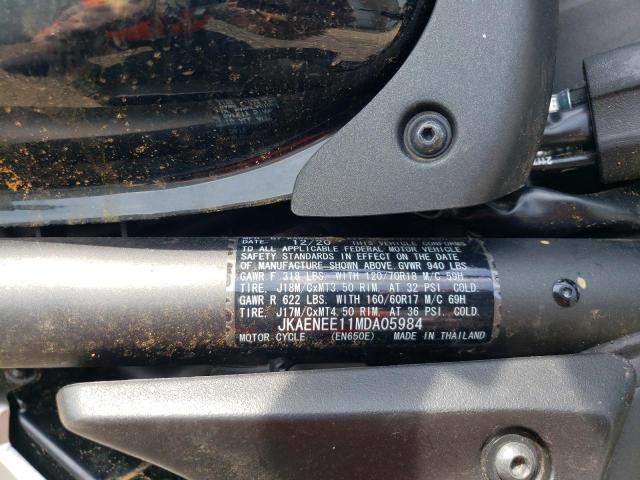 DATE. 12/20 THIS VEHICLE CONFORMS
TO ALL APPLICABLE FEDERAL MOTOR VEHICLE
SAFETY STANDARDS IN EFFECT ON THE DATE
OF MANUFACTURE SHOWN ABOVE. GVWR 940 LBS
GAWR F 318 LBS. WITH 120/70R18 M/C 59H
TIRE. J18M/CxMT3.50 RIM. AT 32 PSI. COLD.
GAWR R 622 LBS. WITH 160/60R17 M/C 69H
TIRE. J17M/CxMT4.50 RIM. AT 36 PSI. COLD.
JKAENEE11MDA05984
MOTOR CYCLE (EN650E) MADE IN THAILAND